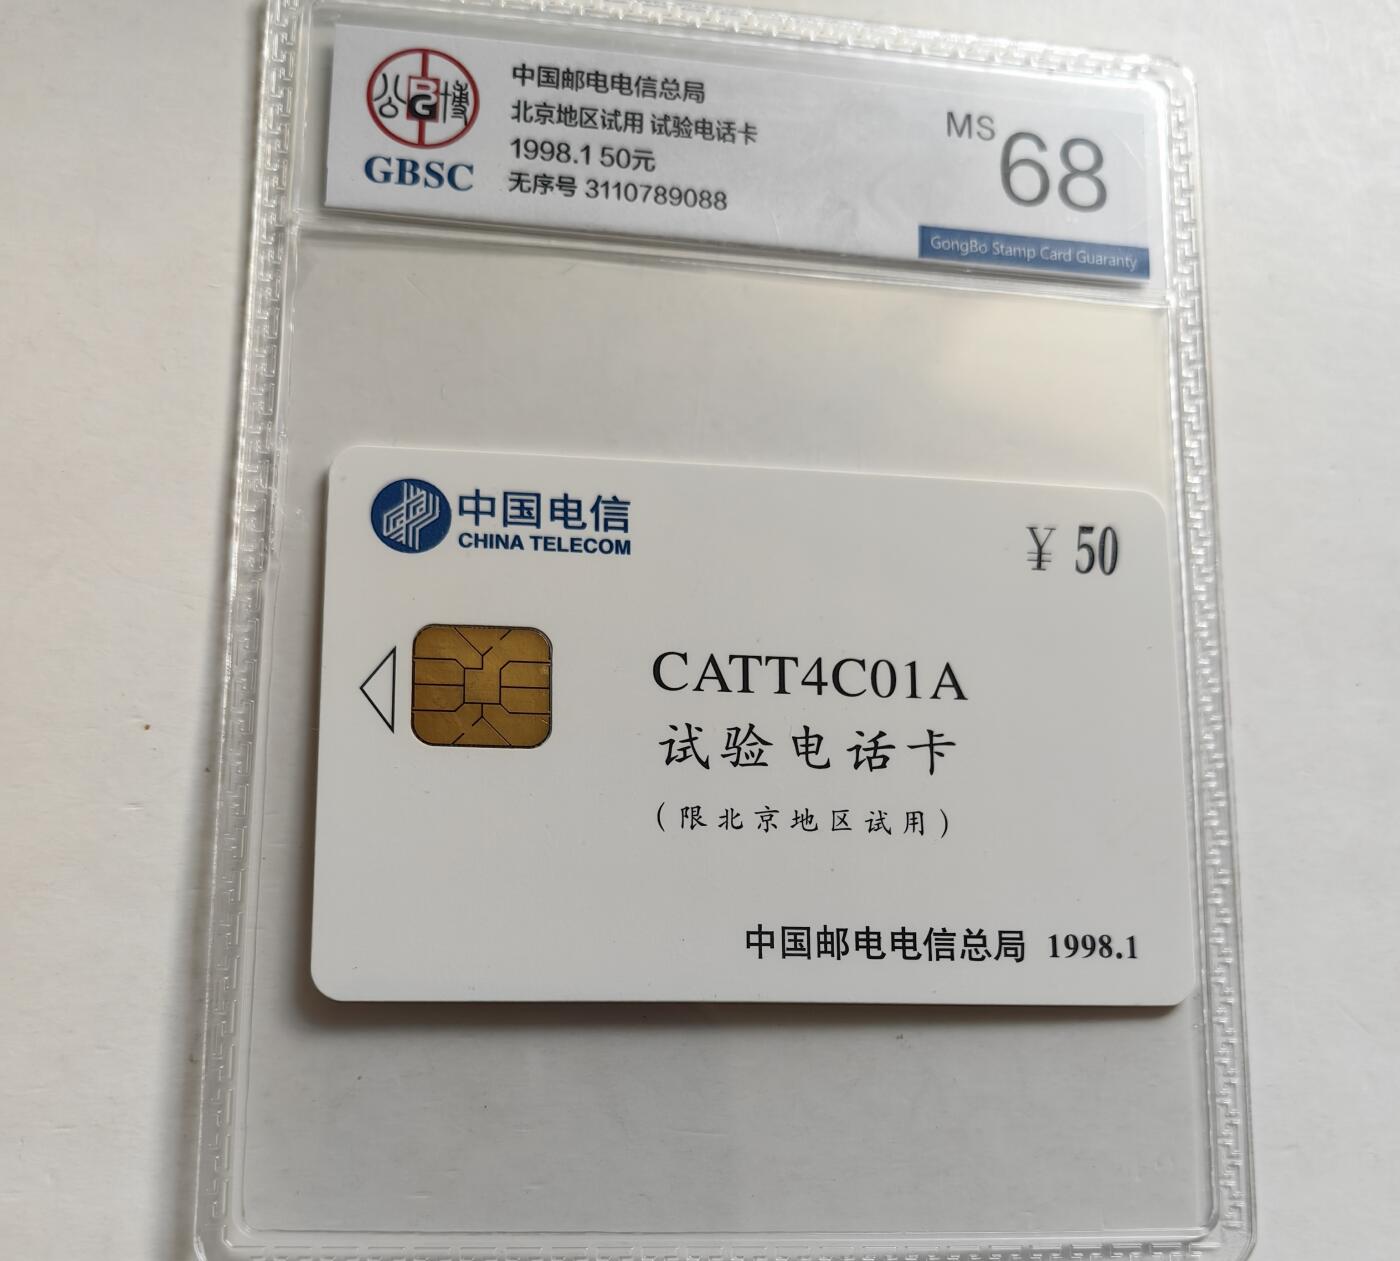 公博
BG
GBSC
中国邮电电信总局
北京地区试用 试验电话卡
1998.1 50元
无序号 3110789088
MS 68
GongBo Stamp Card Guaranty
中国电信
CHINA TELECOM
¥ 50
CATT4C01A
试验电话卡
(限北京地区试用)
中国邮电电信总局 1998.1